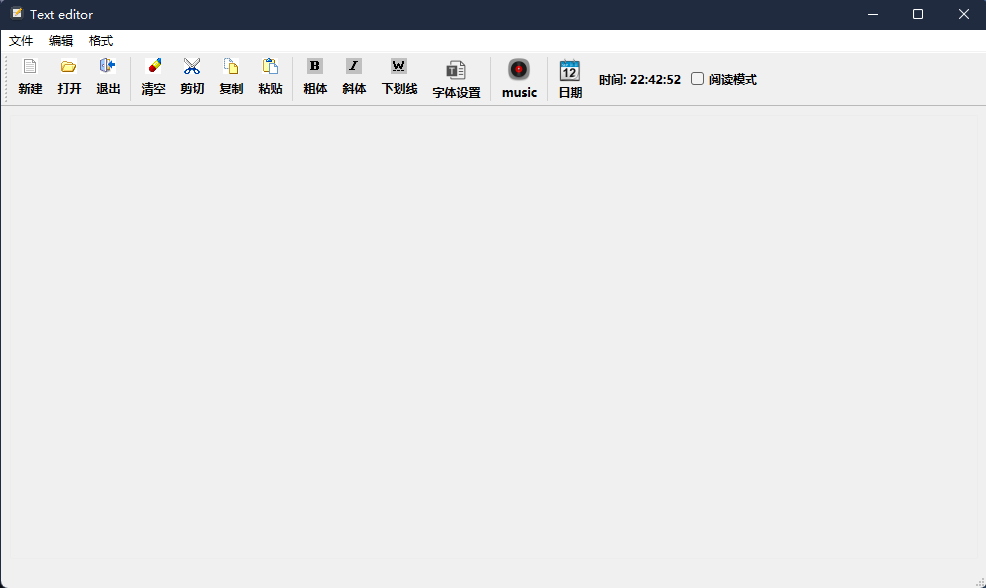 Text editor
文件 编辑 格式
新建 打开 退出 清空 剪切 复制 粘贴 B 粗体 I 斜体 W 下划线 T 字体设置 music 12 日期 时间: 22:42:52 阅读模式